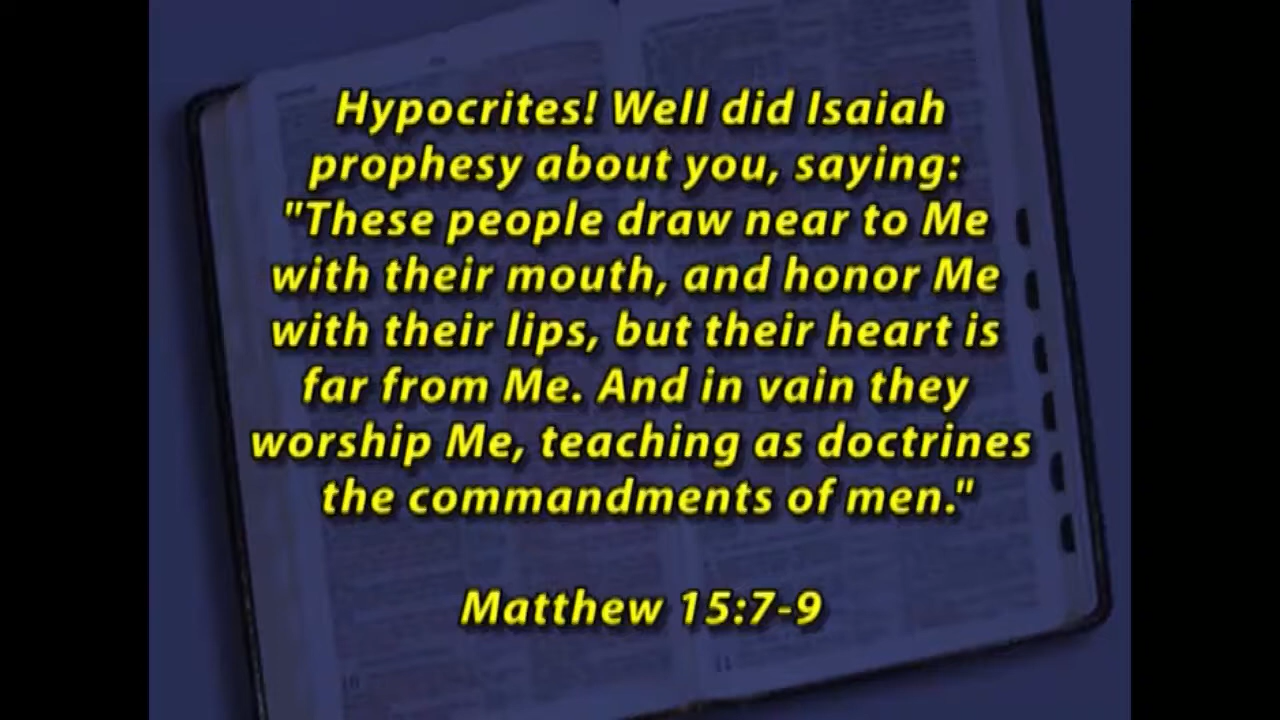 Hypocrites! Well did Isaiah
prophesy about you, saying:
"These people draw near to Me
with their mouth, and honor Me
with their lips, but their heart is
far from Me. And in vain they
worship Me, teaching as doctrines
the commandments of men."
Matthew 15:7-9